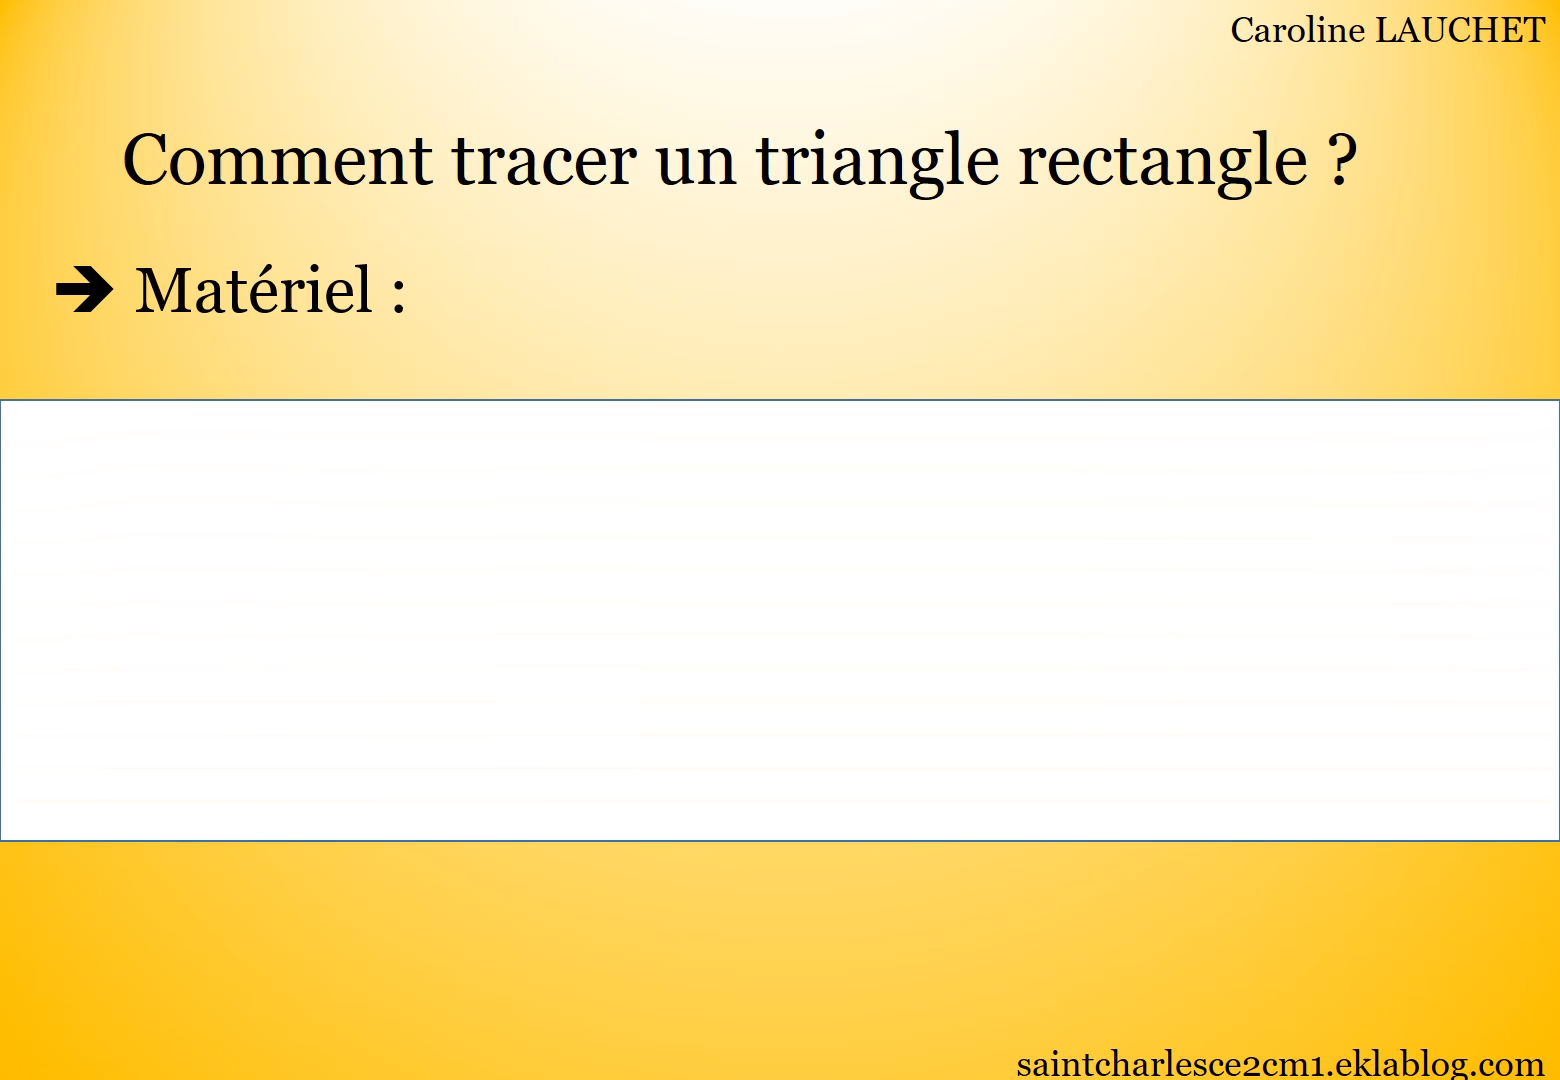 Caroline LAUCHET
Comment tracer un triangle rectangle ?
➔ Matériel :
saintcharlesce2cm1.eklablog.com